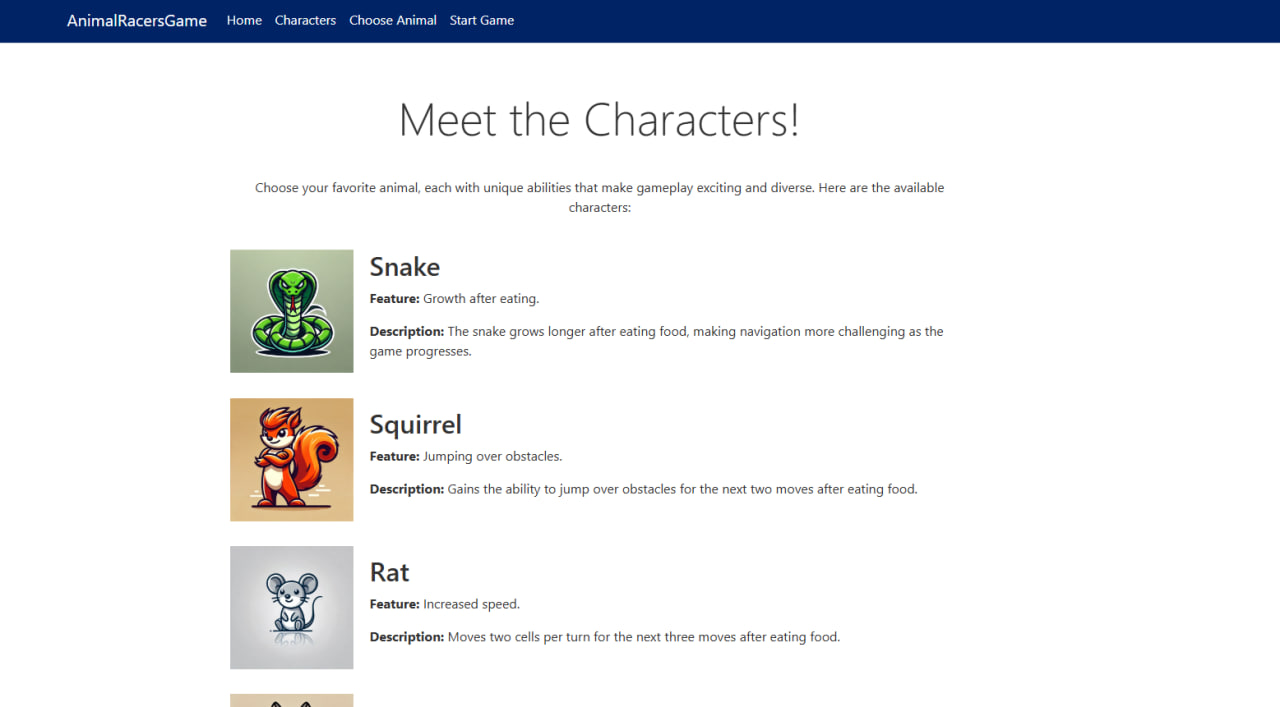 AnimalRacersGame Home Characters Choose Animal Start Game
Meet the Characters!
Choose your favorite animal, each with unique abilities that make gameplay exciting and diverse. Here are the available
characters:
Snake
Feature: Growth after eating.
Description: The snake grows longer after eating food, making navigation more challenging as the
game progresses.
Squirrel
Feature: Jumping over obstacles.
Description: Gains the ability to jump over obstacles for the next two moves after eating food.
Rat
Feature: Increased speed.
Description: Moves two cells per turn for the next three moves after eating food.